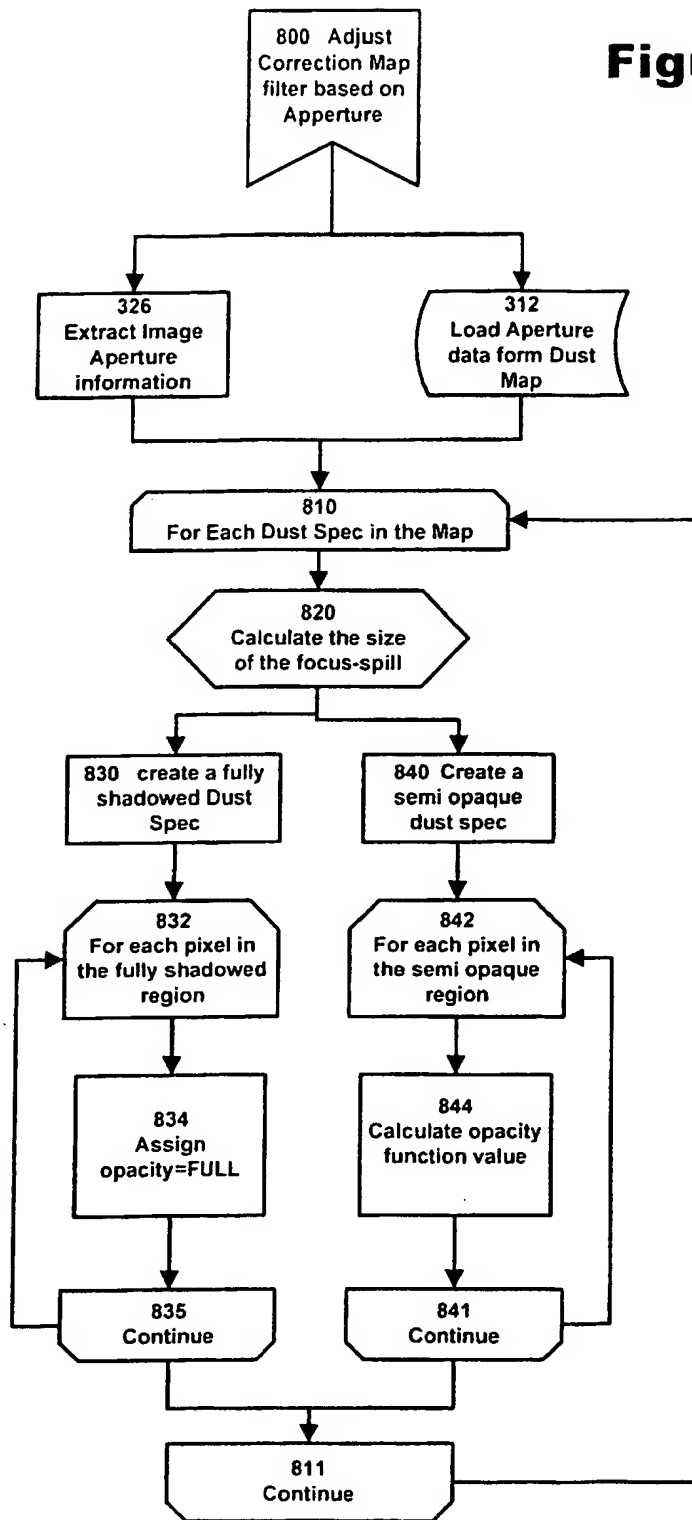 800 Adjust
Correction Map
filter based on
Apperture
Figu
326
Extract Image
Aperture
information
312
Load Aperture
data form Dust
Map
810
For Each Dust Spec in the Map
820
Calculate the size
of the focus-spill
830 create a fully
shadowed Dust
Spec
840 Create a
semi opaque
dust spec
832
For each pixel in
the fully shadowed
region
842
For each pixel in
the semi opaque
region
834
Assign
opacity=FULL
844
Calculate opacity
function value
835
Continue
841
Continue
811
Continue